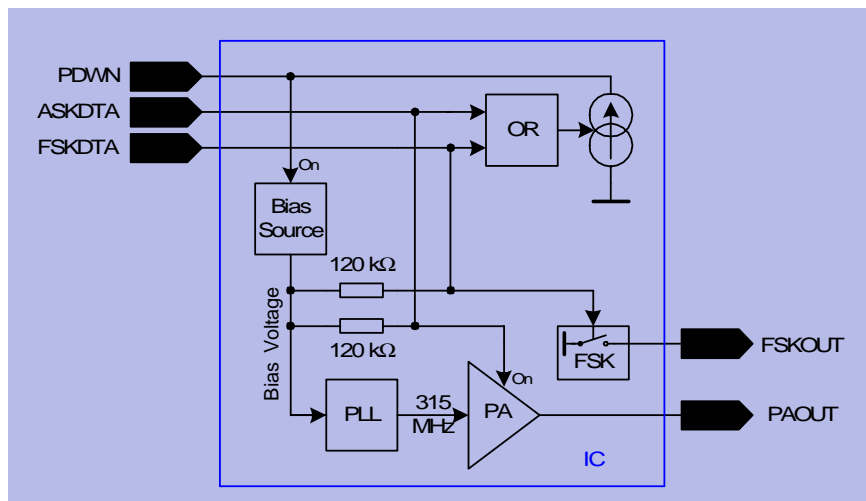 PDWN
ASKDTA
FSKDTA
OR
On
Bias
Source
120 kΩ
Bias Voltage
120 kΩ
FSK
FSKOUT
On
PLL
315
MHz
PA
PAOUT
IC